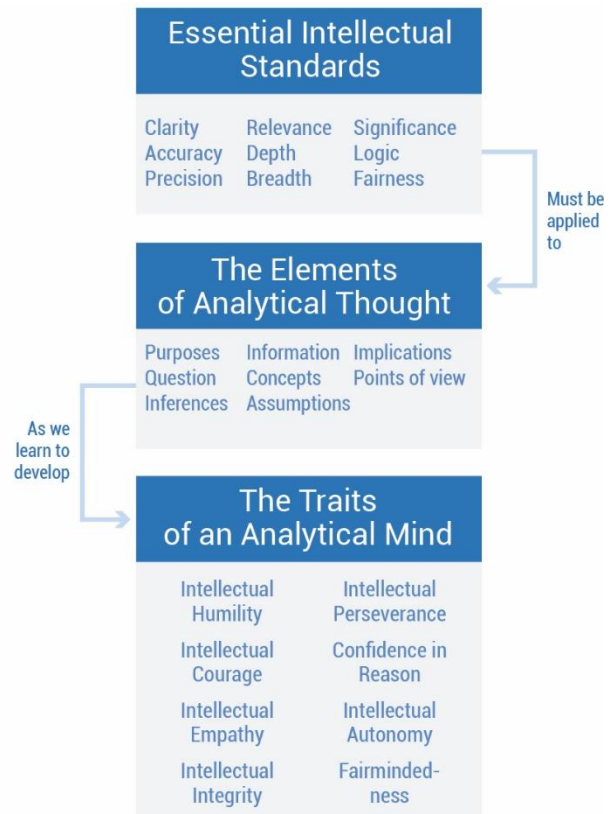 Essential Intellectual
Standards
Clarity Relevance Significance
Accuracy Depth Logic
Precision Breadth Fairness
Must be
applied
to
The Elements
of Analytical Thought
Purposes Information Implications
Question Concepts Points of view
Inferences Assumptions
As we
learn to
develop
The Traits
of an Analytical Mind
Intellectual
Humility
Intellectual
Perseverance
Intellectual
Courage
Confidence in
Reason
Intellectual
Empathy
Intellectual
Autonomy
Intellectual
Integrity
Fairminded-
ness